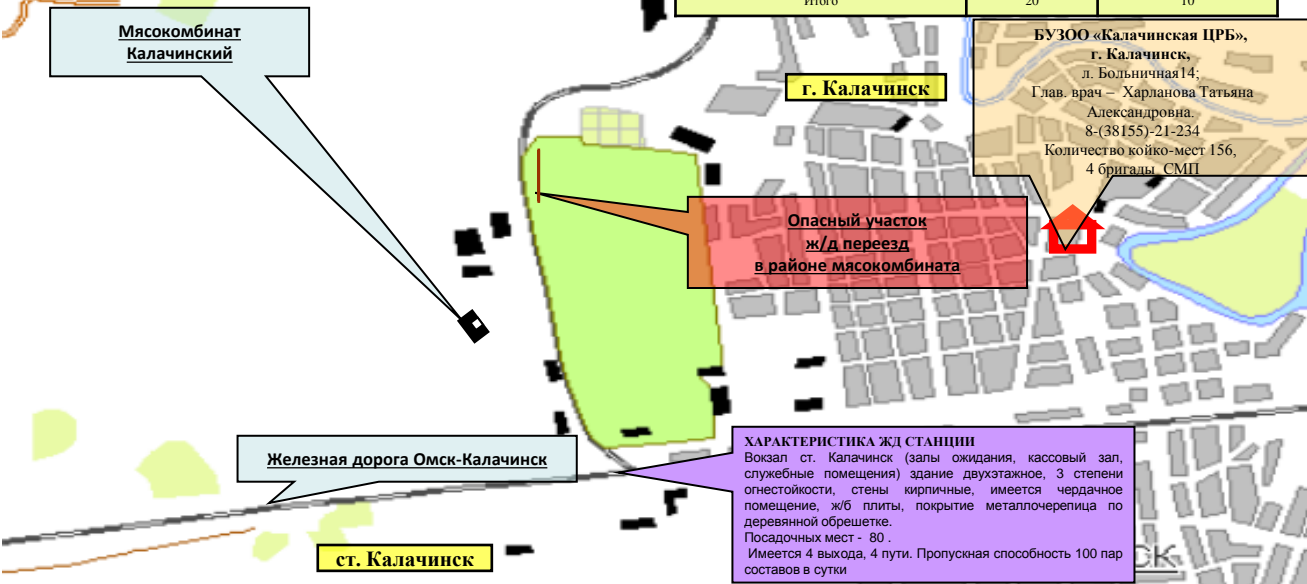 Итого 20 10
Мясокомбинат
Калачинский
г. Калачинск
БУЗОО «Калачинская ЦРБ»,
г. Калачинск,
л. Больничная14;
Глав. врач – Харланова Татьяна
Александровна.
8-(38155)-21-234
Количество койко-мест 156,
4 бригады СМП
Опасный участок
ж/д переезд
в районе мясокомбината
Железная дорога Омск-Калачинск
ХАРАКТЕРИСТИКА ЖД СТАНЦИИ
Вокзал ст. Калачинск (залы ожидания, кассовый зал,
служебные помещения) здание двухэтажное, 3 степени
огнестойкости, стены кирпичные, имеется чердачное
помещение, ж/б плиты, покрытие металлочерепица по
деревянной обрешетке.
Посадочных мест - 80 .
Имеется 4 выхода, 4 пути. Пропускная способность 100 пар
составов в сутки
ст. Калачинск